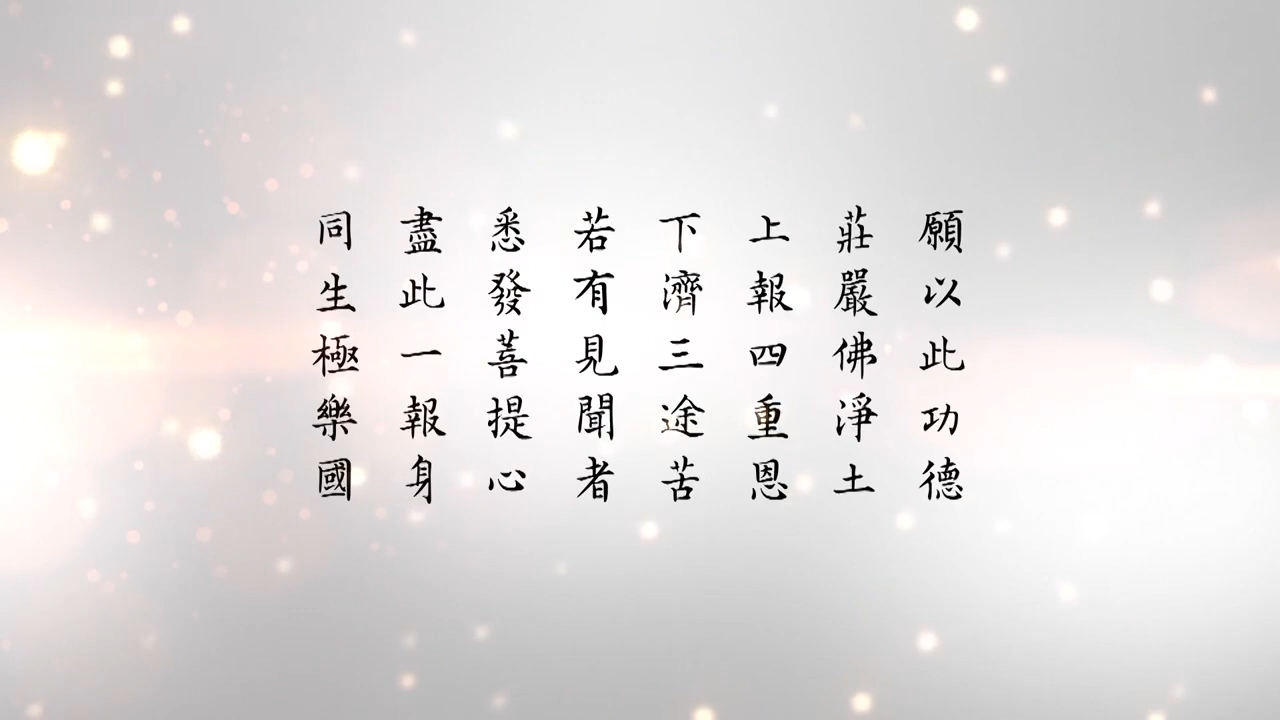 願以此功德
莊嚴佛淨土
上報四重恩
下濟三途苦
若有見聞者
悉發菩提心
盡此一報身
同生極樂國